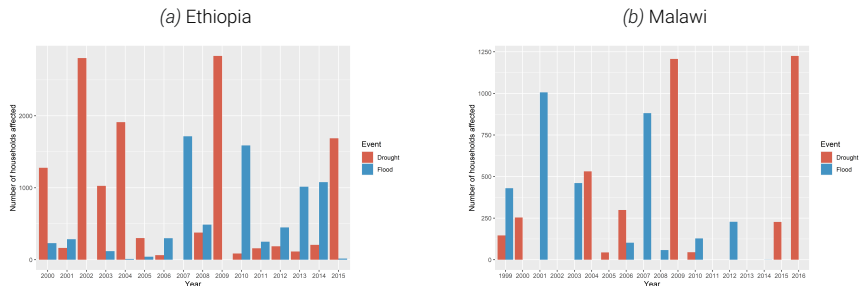 (a) Ethiopia
Number of households affected
2000
1000
0
2000 2001 2002 2003 2004 2005 2006 2007 2008 2009 2010 2011 2012 2013 2014 2015
Year
Event
Drought
Flood
(b) Malawi
Number of households affected
1250
1000
750
500
250
0
1999 2000 2001 2002 2003 2004 2005 2006 2007 2008 2009 2010 2011 2012 2013 2014 2015 2016
Year
Event
Drought
Flood